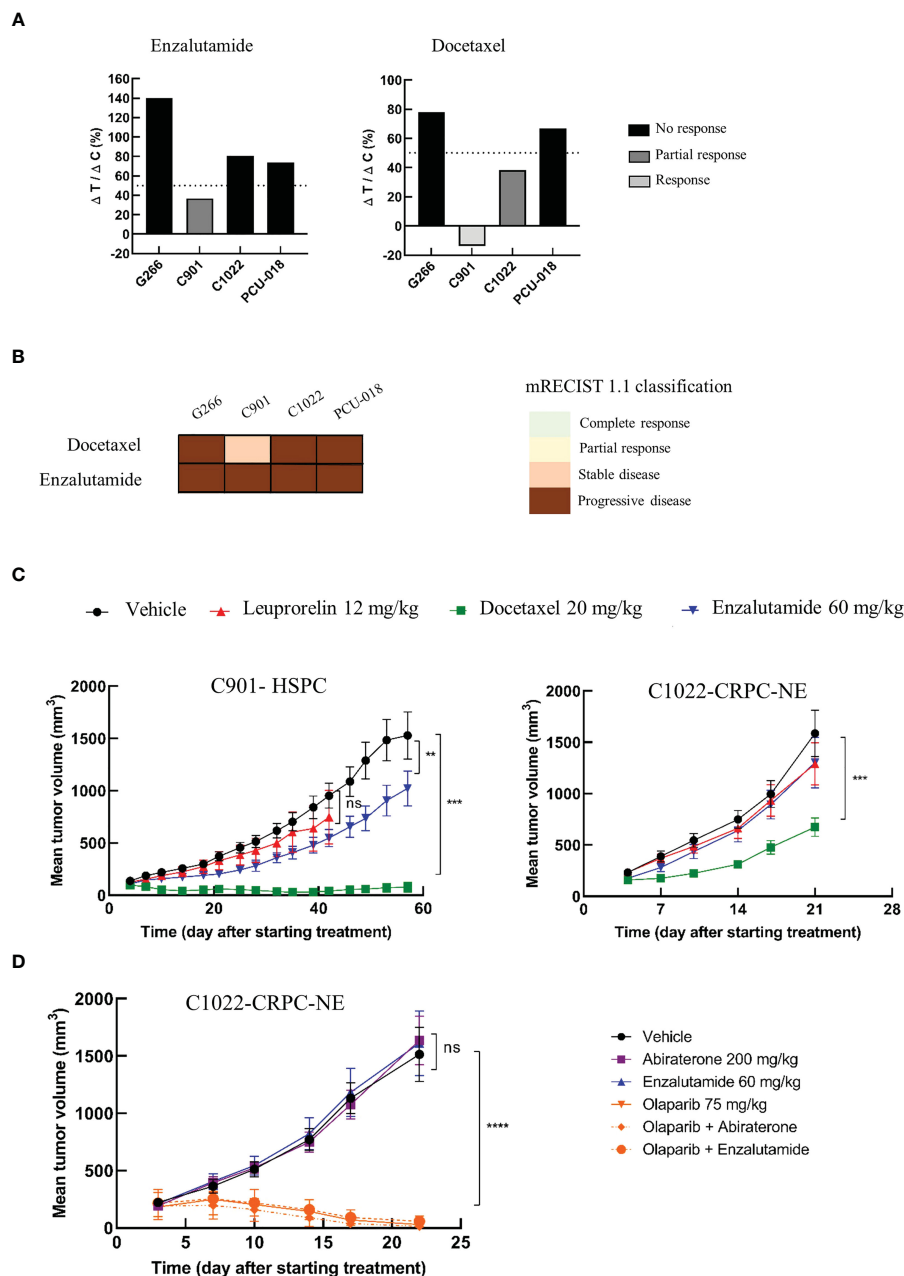 A
Enzalutamide
Docetaxel
Δ T / Δ C (%)
160
140
120
100
80
60
40
20
0
-20
G266
C901
C1022
PCU-018
Δ T / Δ C (%)
100
80
60
40
20
0
-20
G266
C901
C1022
PCU-018
No response
Partial response
Response
B
G266
C901
C1022
PCU-018
Docetaxel
Enzalutamide
mRECIST 1.1 classification
Complete response
Partial response
Stable disease
Progressive disease
C
Vehicle
Leuprorelin 12 mg/kg
Docetaxel 20 mg/kg
Enzalutamide 60 mg/kg
C901- HSPC
Mean tumor volume (mm³)
2000
1500
1000
500
0
0
20
40
60
Time (day after starting treatment)
ns
**
***
C1022-CRPC-NE
Mean tumor volume (mm³)
2000
1500
1000
500
0
0
7
14
21
28
Time (day after starting treatment)
***
D
C1022-CRPC-NE
Mean tumor volume (mm³)
2000
1500
1000
500
0
0
5
10
15
20
25
Time (day after starting treatment)
ns
****
Vehicle
Abiraterone 200 mg/kg
Enzalutamide 60 mg/kg
Olaparib 75 mg/kg
Olaparib + Abiraterone
Olaparib + Enzalutamide